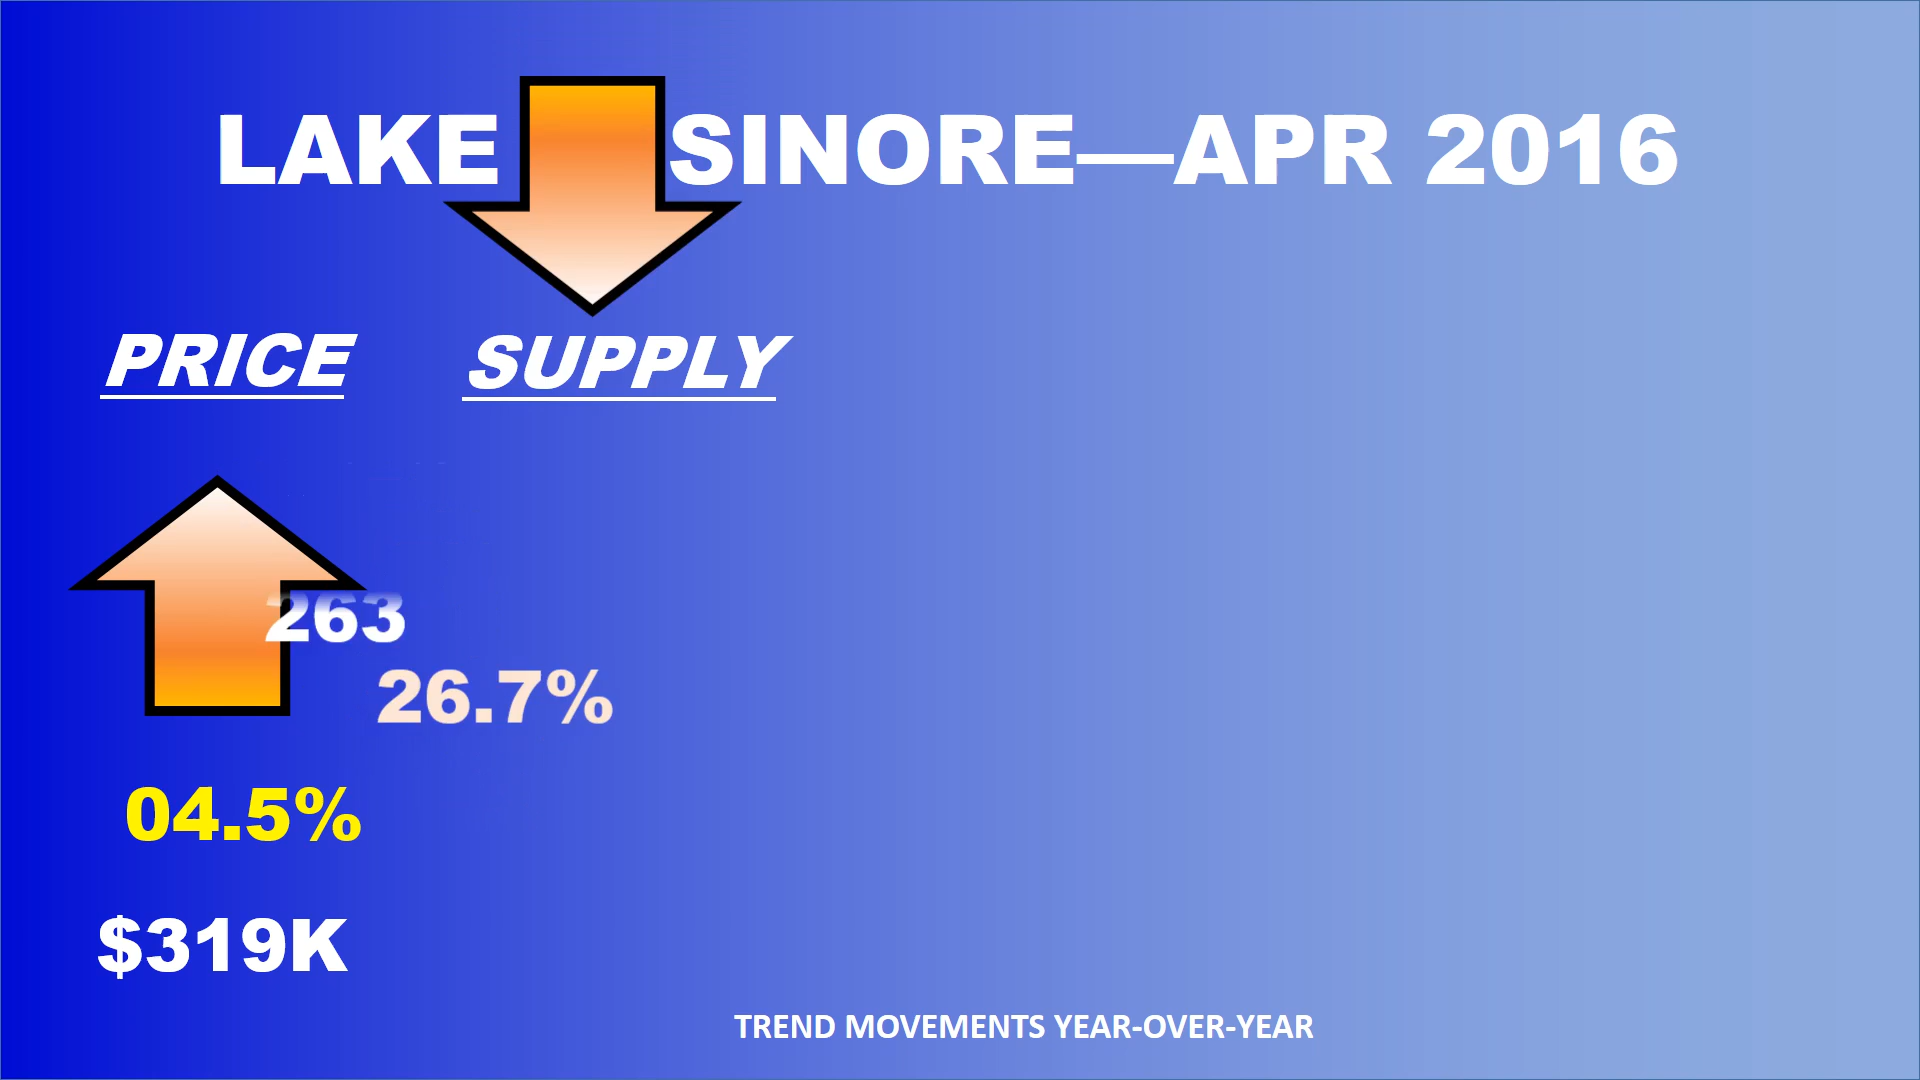 LAKE SINORE—APR 2016
PRICE SUPPLY
263
26.7%
04.5%
$319K
TREND MOVEMENTS YEAR-OVER-YEAR